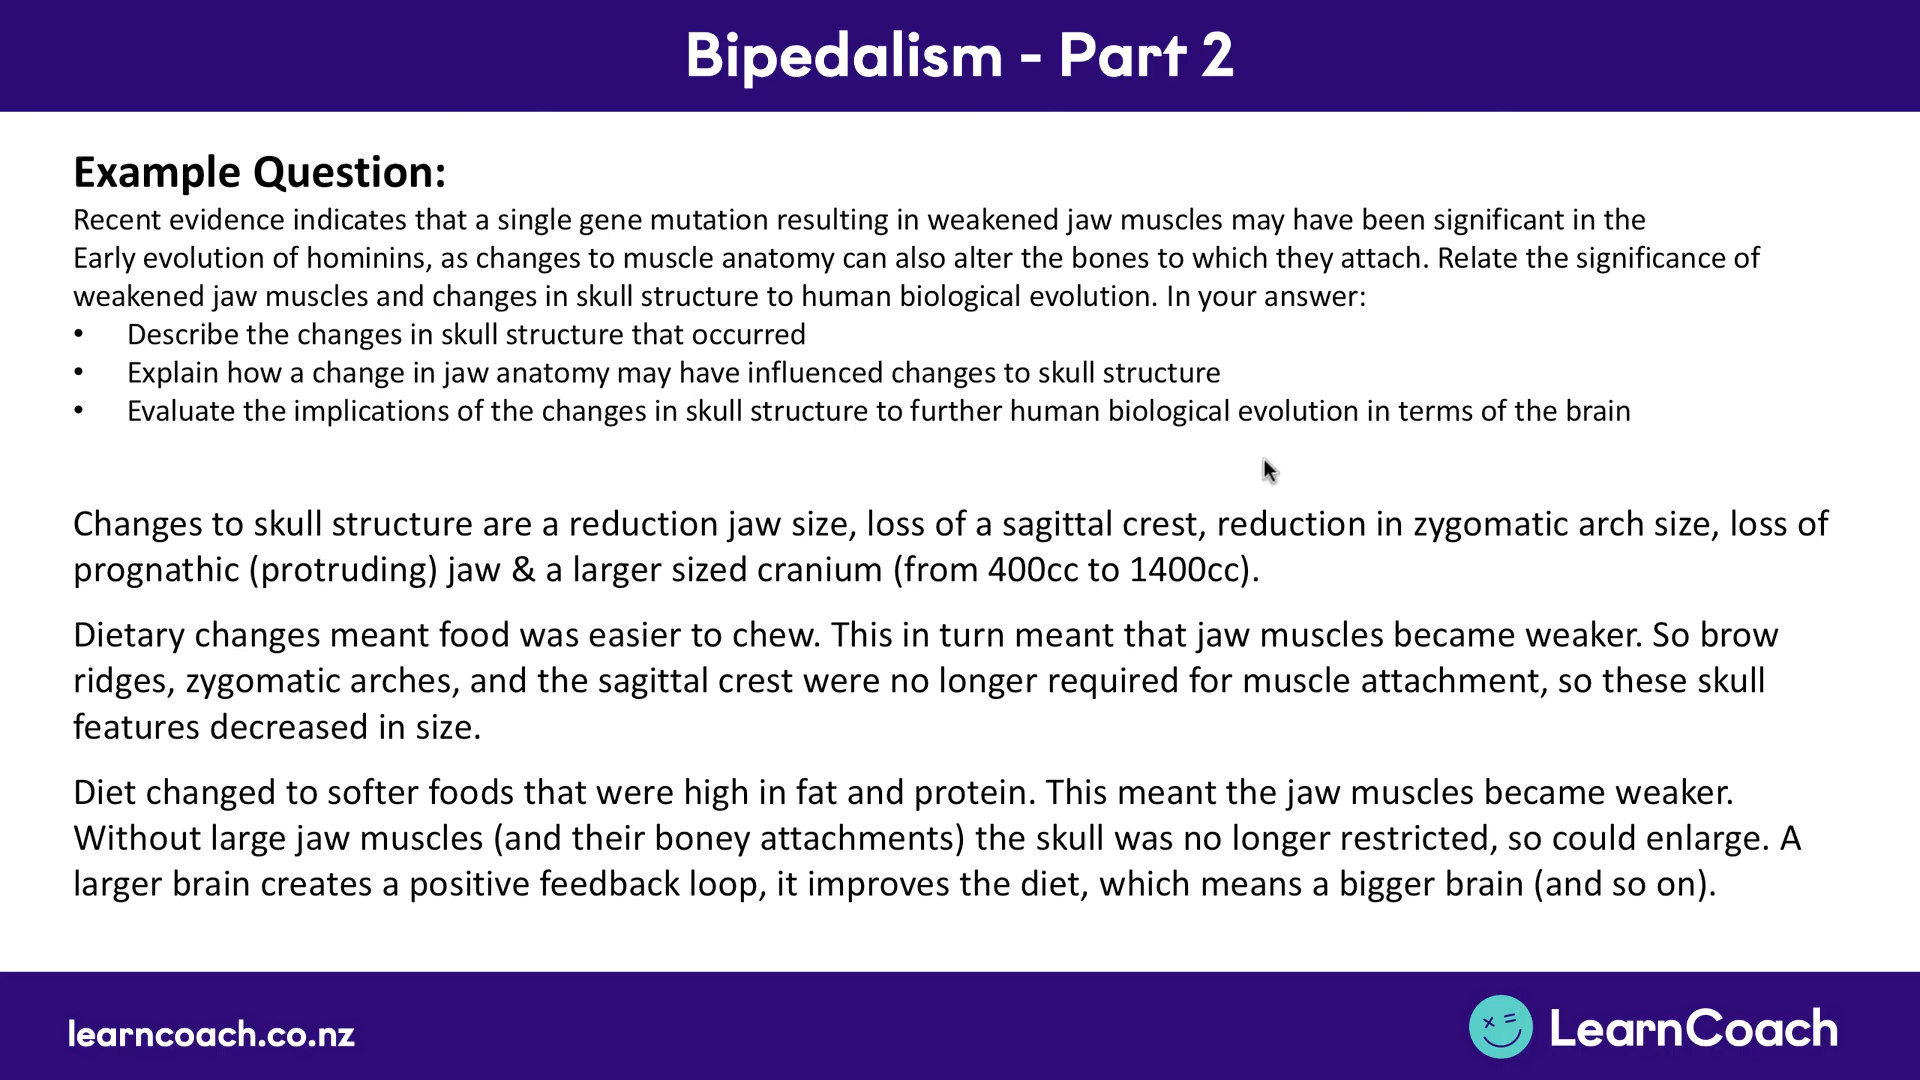 Bipedalism - Part 2
Example Question:
Recent evidence indicates that a single gene mutation resulting in weakened jaw muscles may have been significant in the
Early evolution of hominins, as changes to muscle anatomy can also alter the bones to which they attach. Relate the significance of
weakened jaw muscles and changes in skull structure to human biological evolution. In your answer:
• Describe the changes in skull structure that occurred
• Explain how a change in jaw anatomy may have influenced changes to skull structure
• Evaluate the implications of the changes in skull structure to further human biological evolution in terms of the brain
Changes to skull structure are a reduction jaw size, loss of a sagittal crest, reduction in zygomatic arch size, loss of
prognathic (protruding) jaw & a larger sized cranium (from 400cc to 1400cc).
Dietary changes meant food was easier to chew. This in turn meant that jaw muscles became weaker. So brow
ridges, zygomatic arches, and the sagittal crest were no longer required for muscle attachment, so these skull
features decreased in size.
Diet changed to softer foods that were high in fat and protein. This meant the jaw muscles became weaker.
Without large jaw muscles (and their boney attachments) the skull was no longer restricted, so could enlarge. A
larger brain creates a positive feedback loop, it improves the diet, which means a bigger brain (and so on).
learncoach.co.nz
LearnCoach